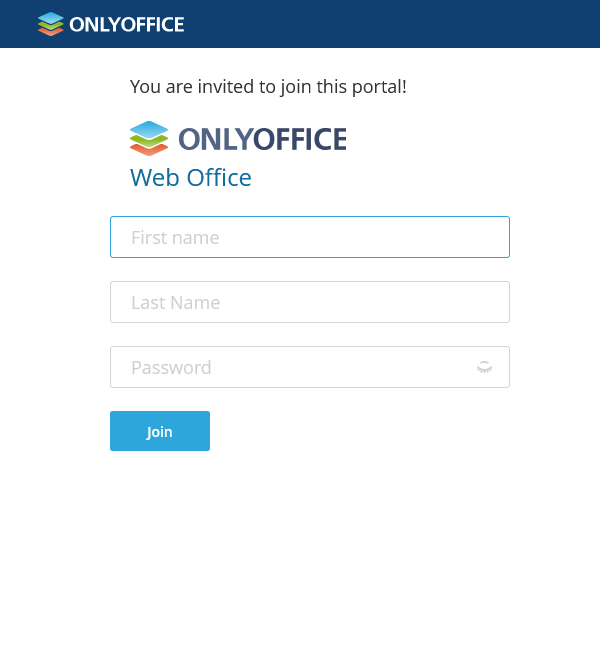 ONLYOFFICE
You are invited to join this portal!
ONLYOFFICE
Web Office
First name
Last Name
Password
Join